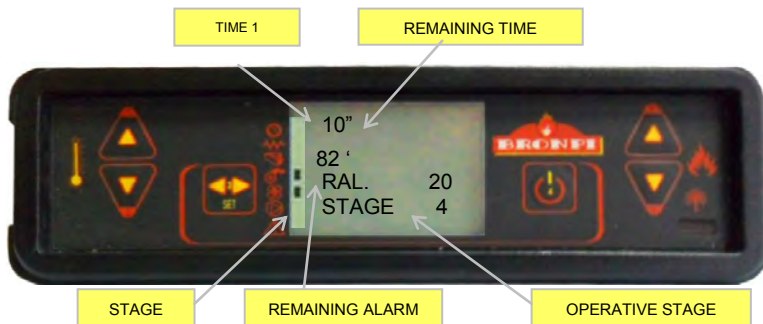 TIME 1
REMAINING TIME
10”
82 ‘
RAL. 20
STAGE 4
BRONPI
SET
STAGE
REMAINING ALARM
OPERATIVE STAGE